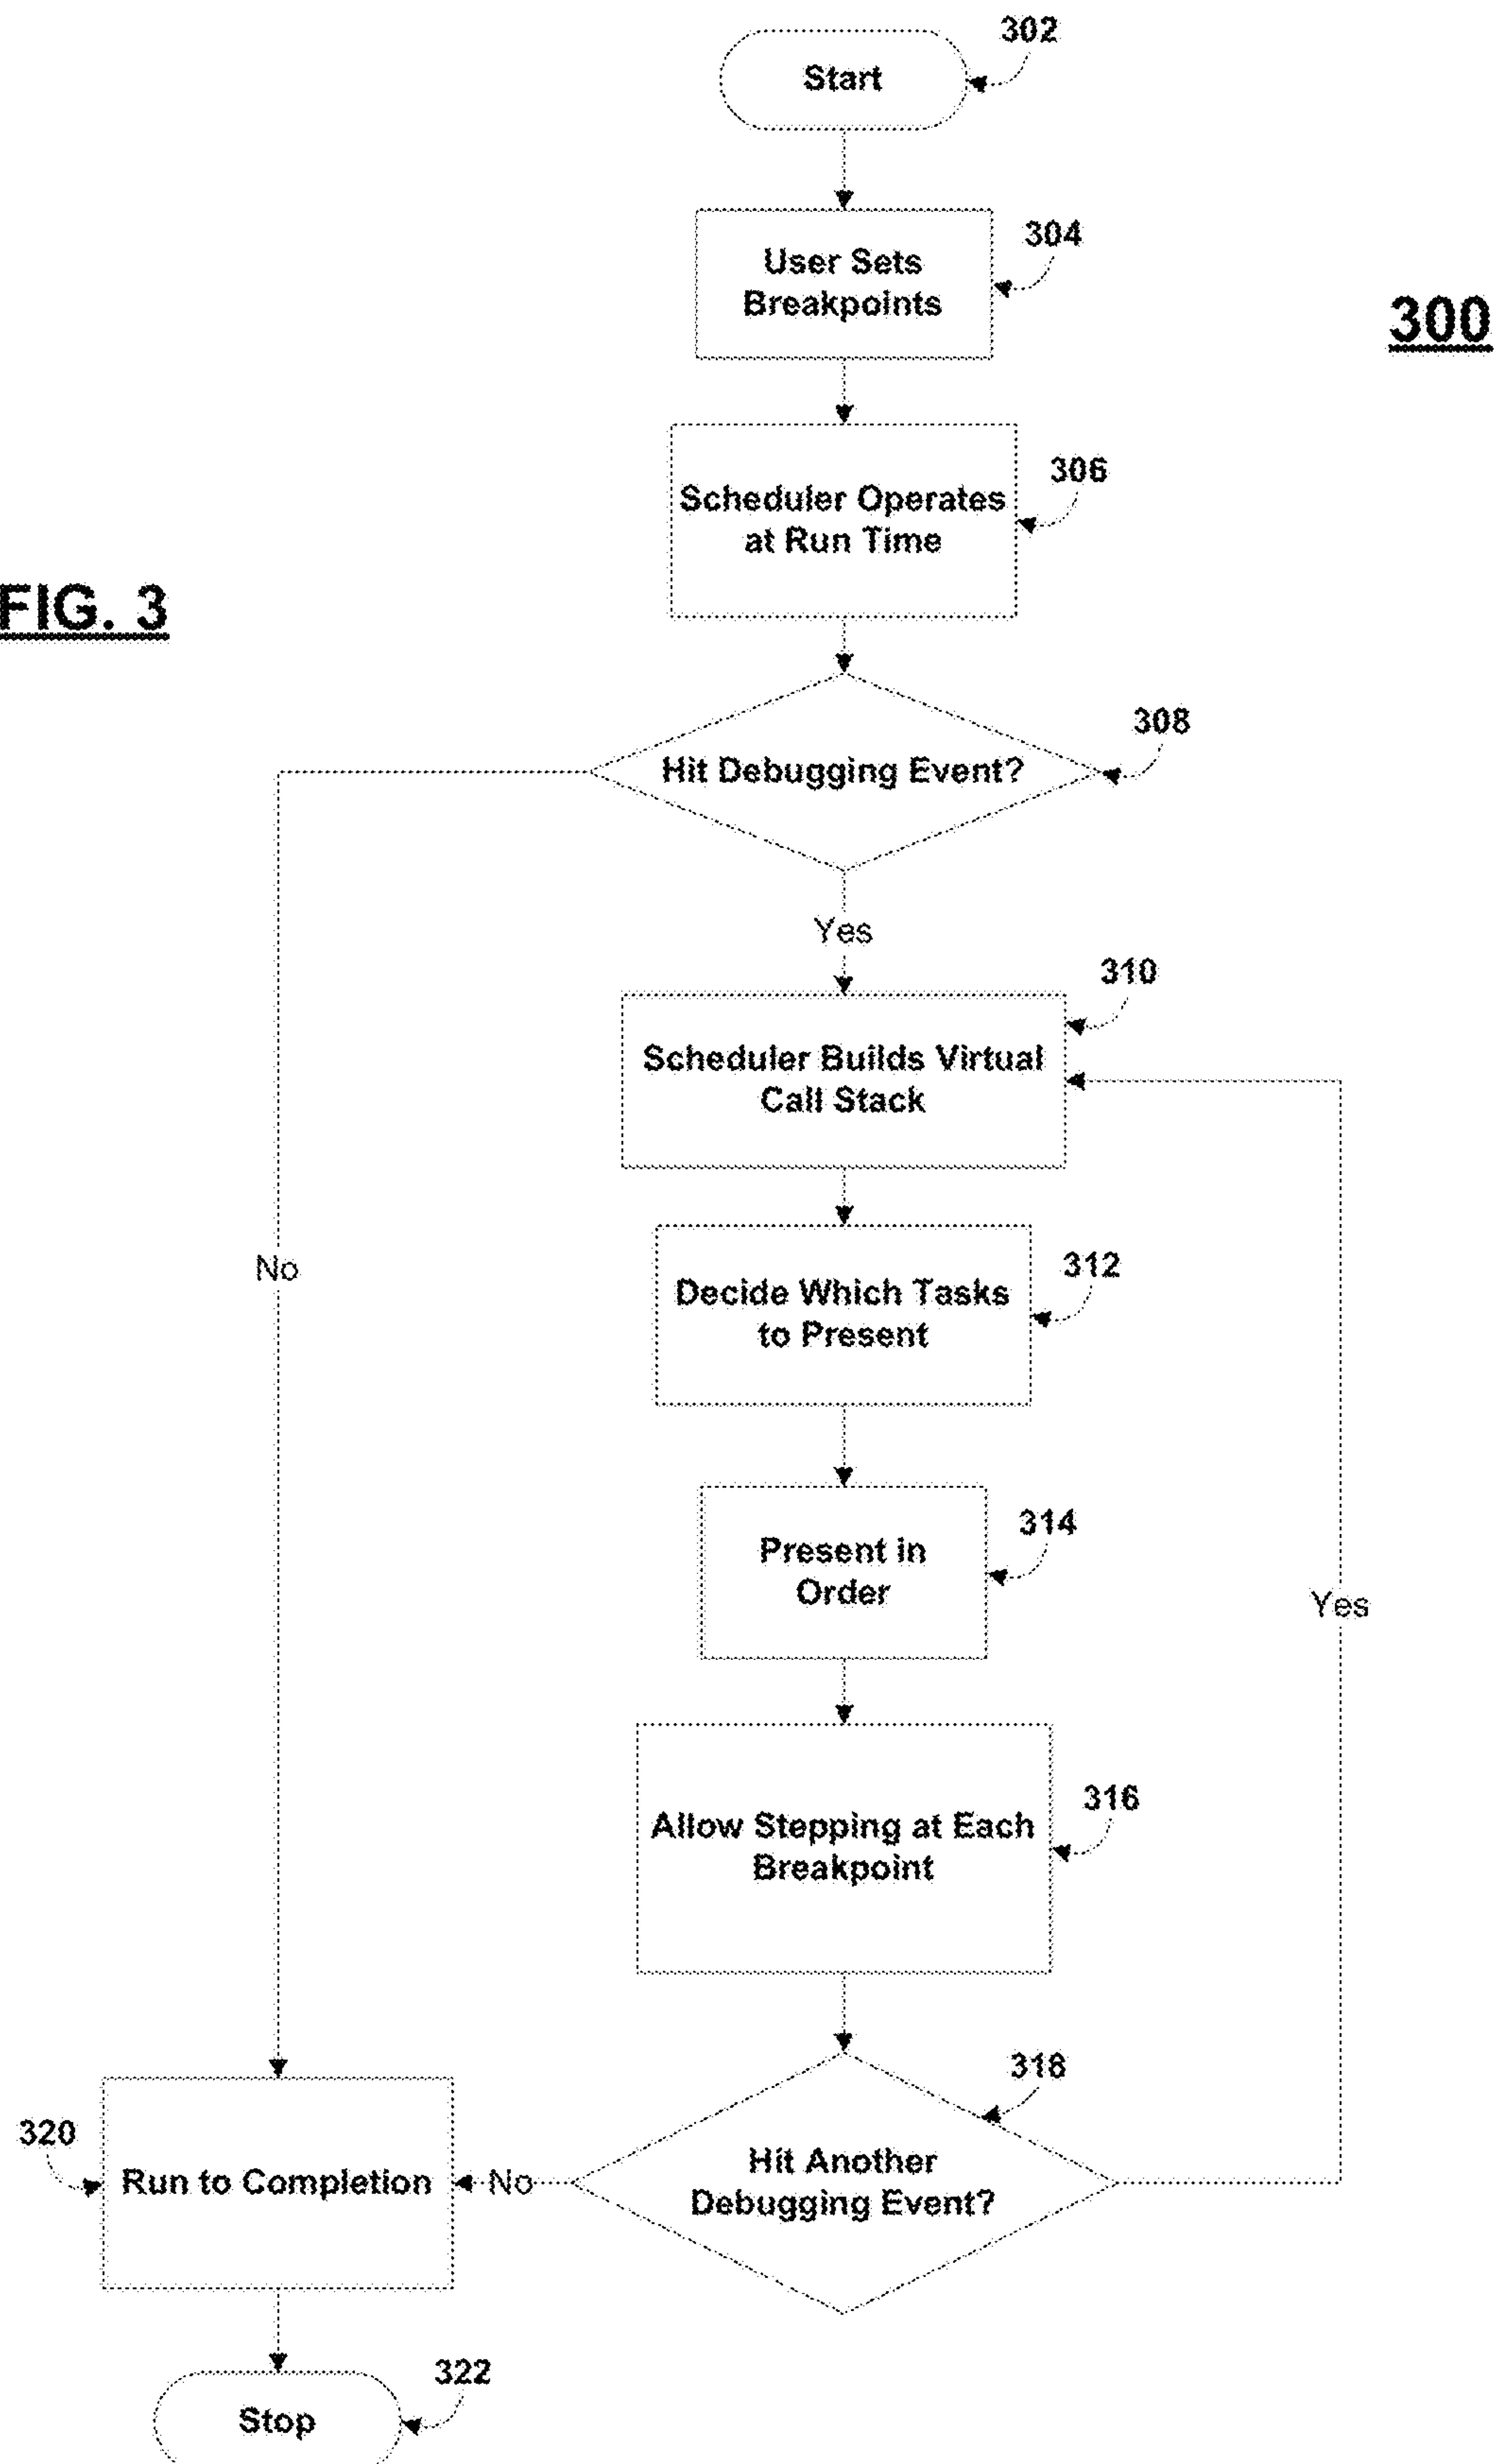 302
Start
304
User Sets
Breakpoints
300
306
Scheduler Operates
at Run Time
FIG. 3
308
Hit Debugging Event?
Yes
310
Scheduler Builds Virtual
Call Stack
No
312
Decide Which Tasks
to Present
314
Present in
Order
Yes
316
Allow Stepping at Each
Breakpoint
318
320
Hit Another
Debugging Event?
Run to Completion
No
322
Stop